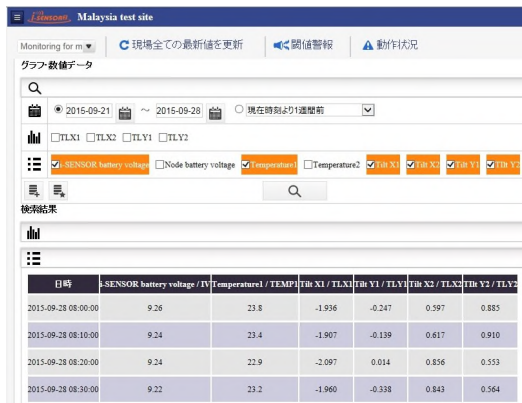 i-SENSOR Malaysia test site
Monitoring for m 現場全ての最新値を更新 閾値警報 動作状況
グラフ·数値データ
2015-09-21 ~ 2015-09-28 現在時刻より1週間前
TLX1 TLX2 TLY1 TLY2
i-SENSOR battery voltage Node battery voltage Temperature1 Temperature2 Tilt X1 Tilt X2 Tilt Y1 TIlt Y2
検索結果
日時 i-SENSOR battery voltage / IV Temperature1 / TEMP1 Tilt X1 / TLX1 Tilt Y1 / TLY1 Tilt X2 / TLX2 TIlt Y2 / TLY2
2015-09-28 08:00:00 9.26 23.8 -1.936 -0.247 0.597 0.885
2015-09-28 08:10:00 9.24 23.4 -1.907 -0.139 0.617 0.910
2015-09-28 08:20:00 9.24 22.9 -2.097 0.014 0.856 0.553
2015-09-28 08:30:00 9.22 23.2 -1.960 -0.338 0.843 0.564